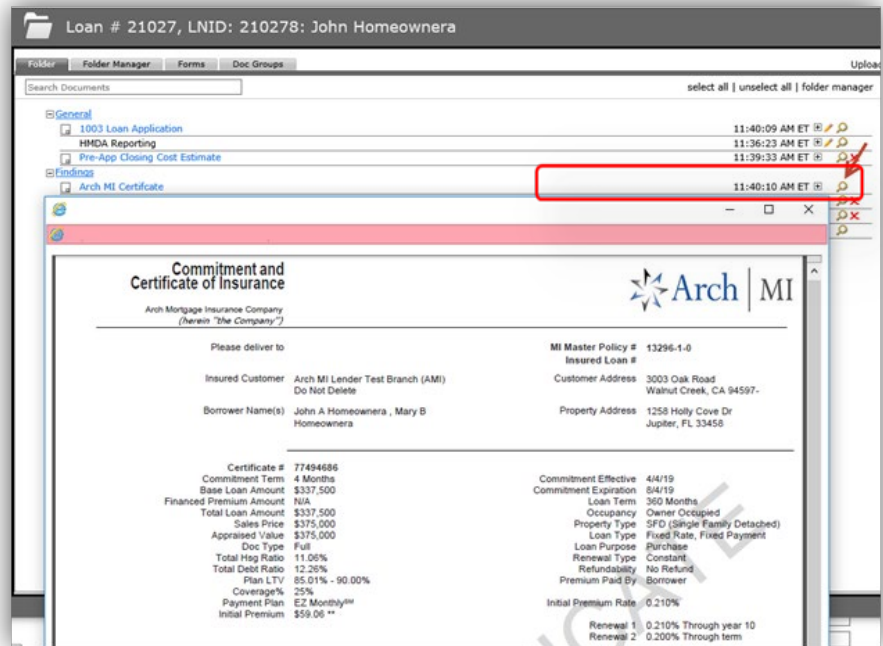 Loan # 21027, LNID: 210278: John Homeownera
Folder Folder Manager Forms Doc Groups Upload
Search Documents select all | unselect all | folder manager
General
1003 Loan Application 11:40:09 AM ET
HMDA Reporting 11:36:23 AM ET
Pre-App Closing Cost Estimate 11:39:33 AM ET
Findings
Arch MI Certifcate 11:40:10 AM ET
Commitment and
Certificate of Insurance
Arch | MI
Arch Mortgage Insurance Company
(herein "the Company")
Please deliver to MI Master Policy # 13296-1-0
Insured Loan #
Insured Customer Arch MI Lender Test Branch (AMI) Customer Address 3003 Oak Road
Do Not Delete Walnut Creek, CA 94597-
Borrower Name(s) John A Homeownera , Mary B Property Address 1258 Holly Cove Dr
Homeownera Jupiter, FL 33458
Certificate # 77494686
Commitment Term 4 Months Commitment Effective 4/4/19
Base Loan Amount $337,500 Commitment Expiration 8/4/19
Financed Premium Amount N/A Loan Term 360 Months
Total Loan Amount $337,500 Occupancy Owner Occupied
Sales Price $375,000 Property Type SFD (Single Family Detached)
Appraised Value $375,000 Loan Type Fixed Rate, Fixed Payment
Doc Type Full Loan Purpose Purchase
Total Hsg Ratio 11.06% Renewal Type Constant
Total Debt Ratio 12.26% Refundability No Refund
Plan LTV 85.01% - 90.00% Premium Paid By Borrower
Coverage% 25%
Payment Plan EZ Monthly℠ Initial Premium Rate 0.210%
Initial Premium $59.06 **
Renewal 1 0.210% Through year 10
Renewal 2 0.200% Through term